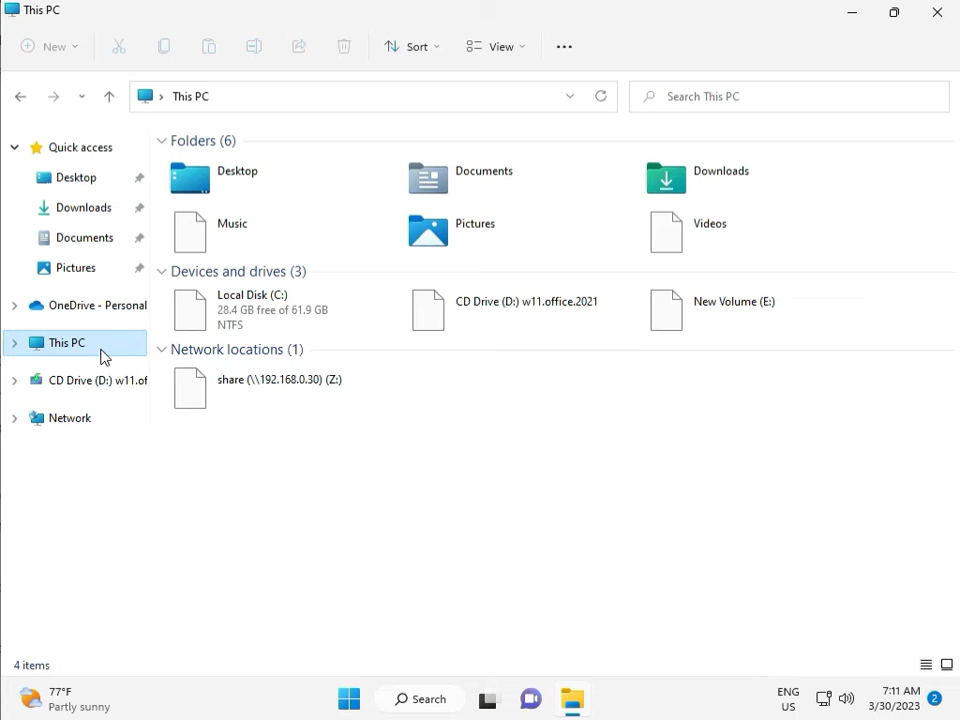 This PC
New
Sort
View
This PC
Search This PC
Quick access
Desktop
Downloads
Documents
Pictures
OneDrive - Personal
This PC
CD Drive (D:) w11.of
Network
Folders (6)
Desktop
Documents
Downloads
Music
Pictures
Videos
Devices and drives (3)
Local Disk (C:)
28.4 GB free of 61.9 GB
NTFS
CD Drive (D:) w11.office.2021
New Volume (E:)
Network locations (1)
share (\\192.168.0.30) (Z:)
4 items
77°F
Partly sunny
Search
ENG
US
7:11 AM
3/30/2023
2